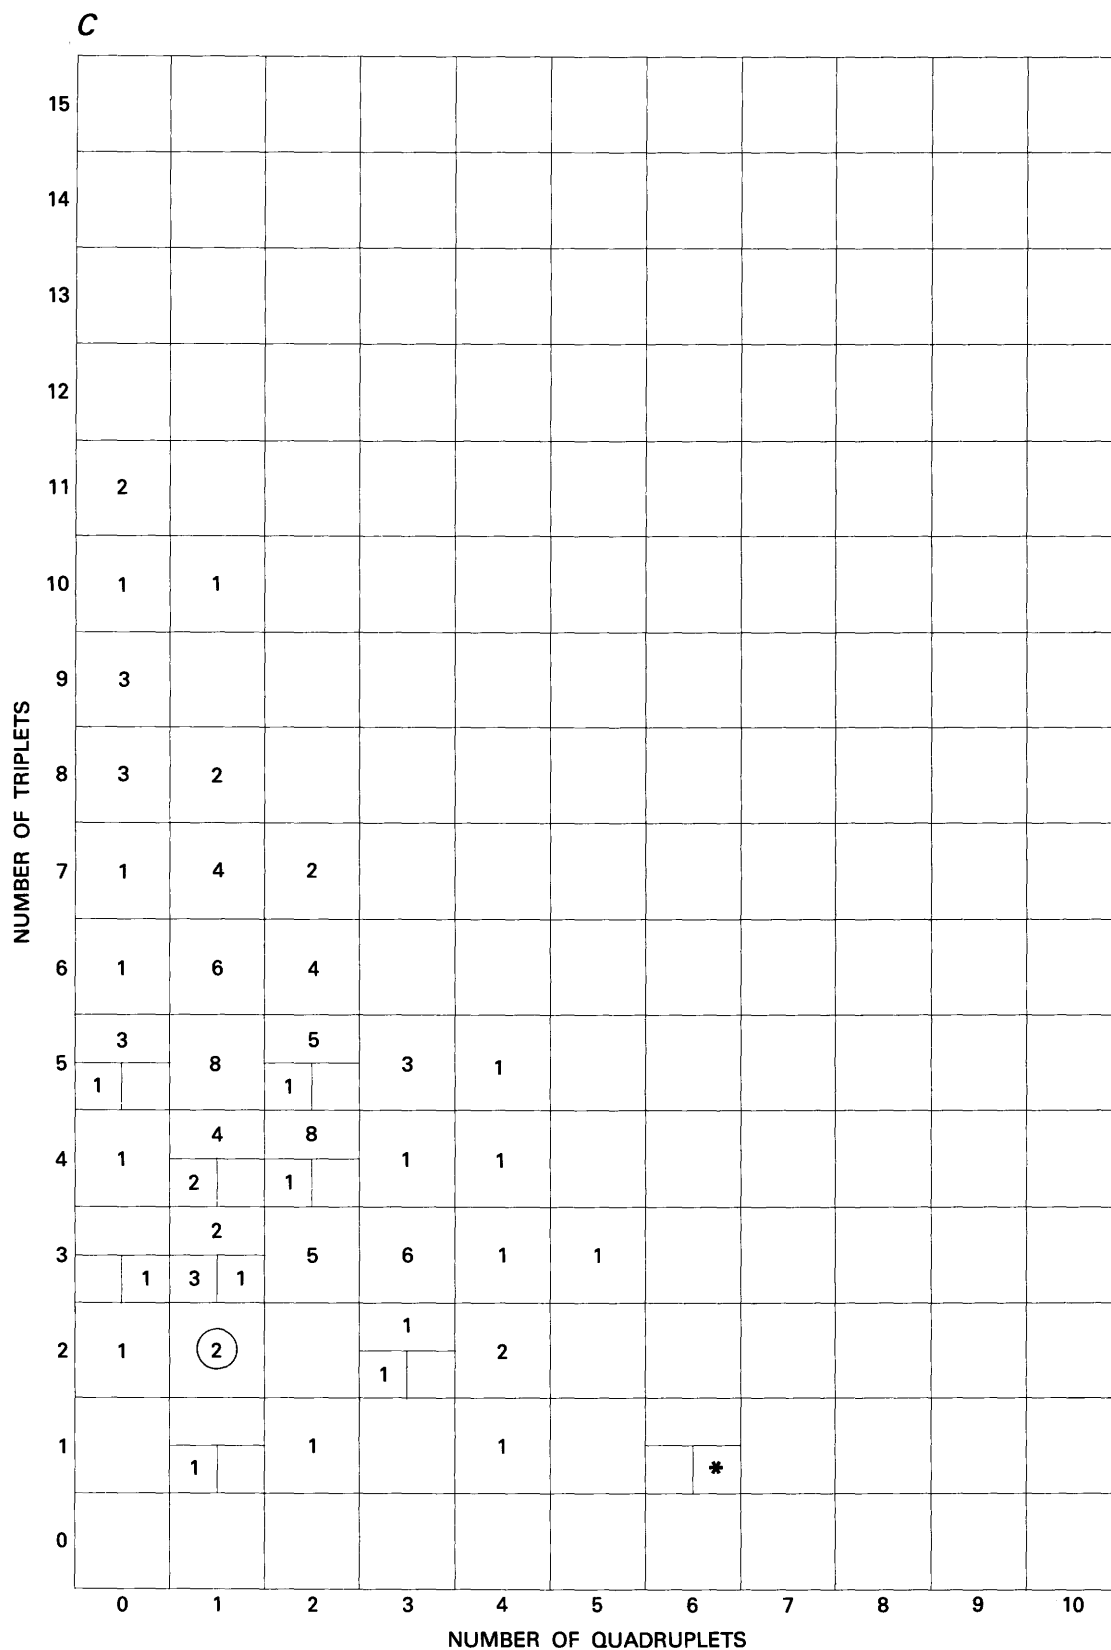 C
15
14
13
12
11 2
10 1 1
9 3
8 3 2
7 1 4 2
6 1 6 4
3 5
5 8 3 1
1 1
4 8
4 1 1 1
2 1
2
3 5 6 1 1
1 3 1
1
2 1 2 2
1
1 1 1
1 *
0
0 1 2 3 4 5 6 7 8 9 10
NUMBER OF QUADRUPLETS
NUMBER OF TRIPLETS